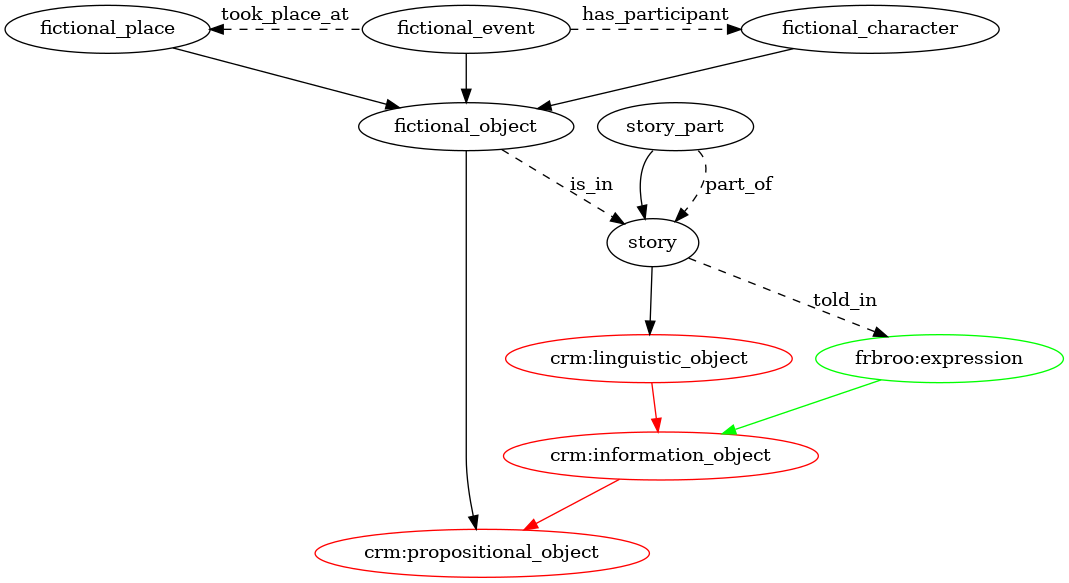 took_place_at
has_participant
fictional_place
fictional_event
fictional_character
fictional_object
story_part
is_in
part_of
story
told_in
crm:linguistic_object
frbroo:expression
crm:information_object
crm:propositional_object